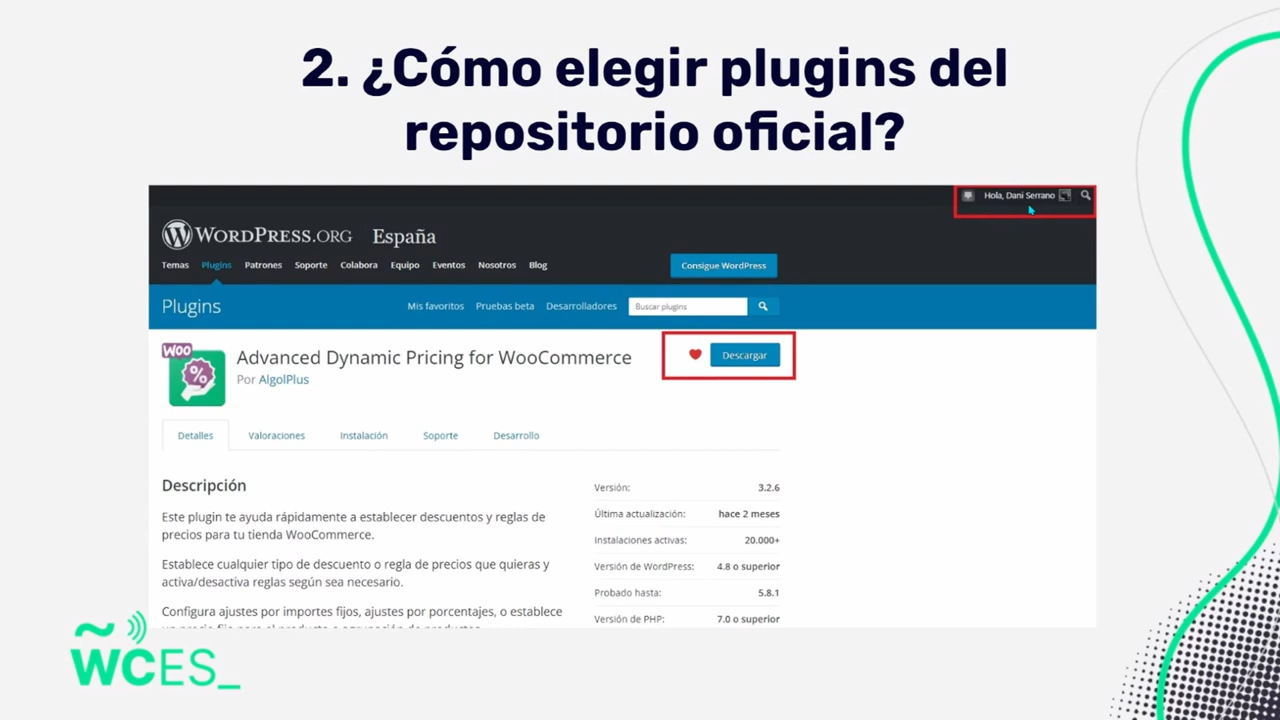 2. ¿Cómo elegir plugins del
repositorio oficial?
Hola, Dani Serrano
WORDPRESS.ORG España
Temas Plugins Patrones Soporte Colabora Equipo Eventos Nosotros Blog Consigue WordPress
Plugins Mis favoritos Pruebas beta Desarrolladores Buscar plugins
WOO
%
Advanced Dynamic Pricing for WooCommerce
Descargar
Por AlgolPlus
Detalles Valoraciones Instalación Soporte Desarrollo
Descripción
Este plugin te ayuda rápidamente a establecer descuentos y reglas de
precios para tu tienda WooCommerce.
Establece cualquier tipo de descuento o regla de precios que quieras y
activa/desactiva reglas según sea necesario.
Configura ajustes por importes fijos, ajustes por porcentajes, o establece
Versión: 3.2.6
Última actualización: hace 2 meses
Instalaciones activas: 20.000+
Versión de WordPress: 4.8 o superior
Probado hasta: 5.8.1
Versión de PHP: 7.0 o superior
WCES_